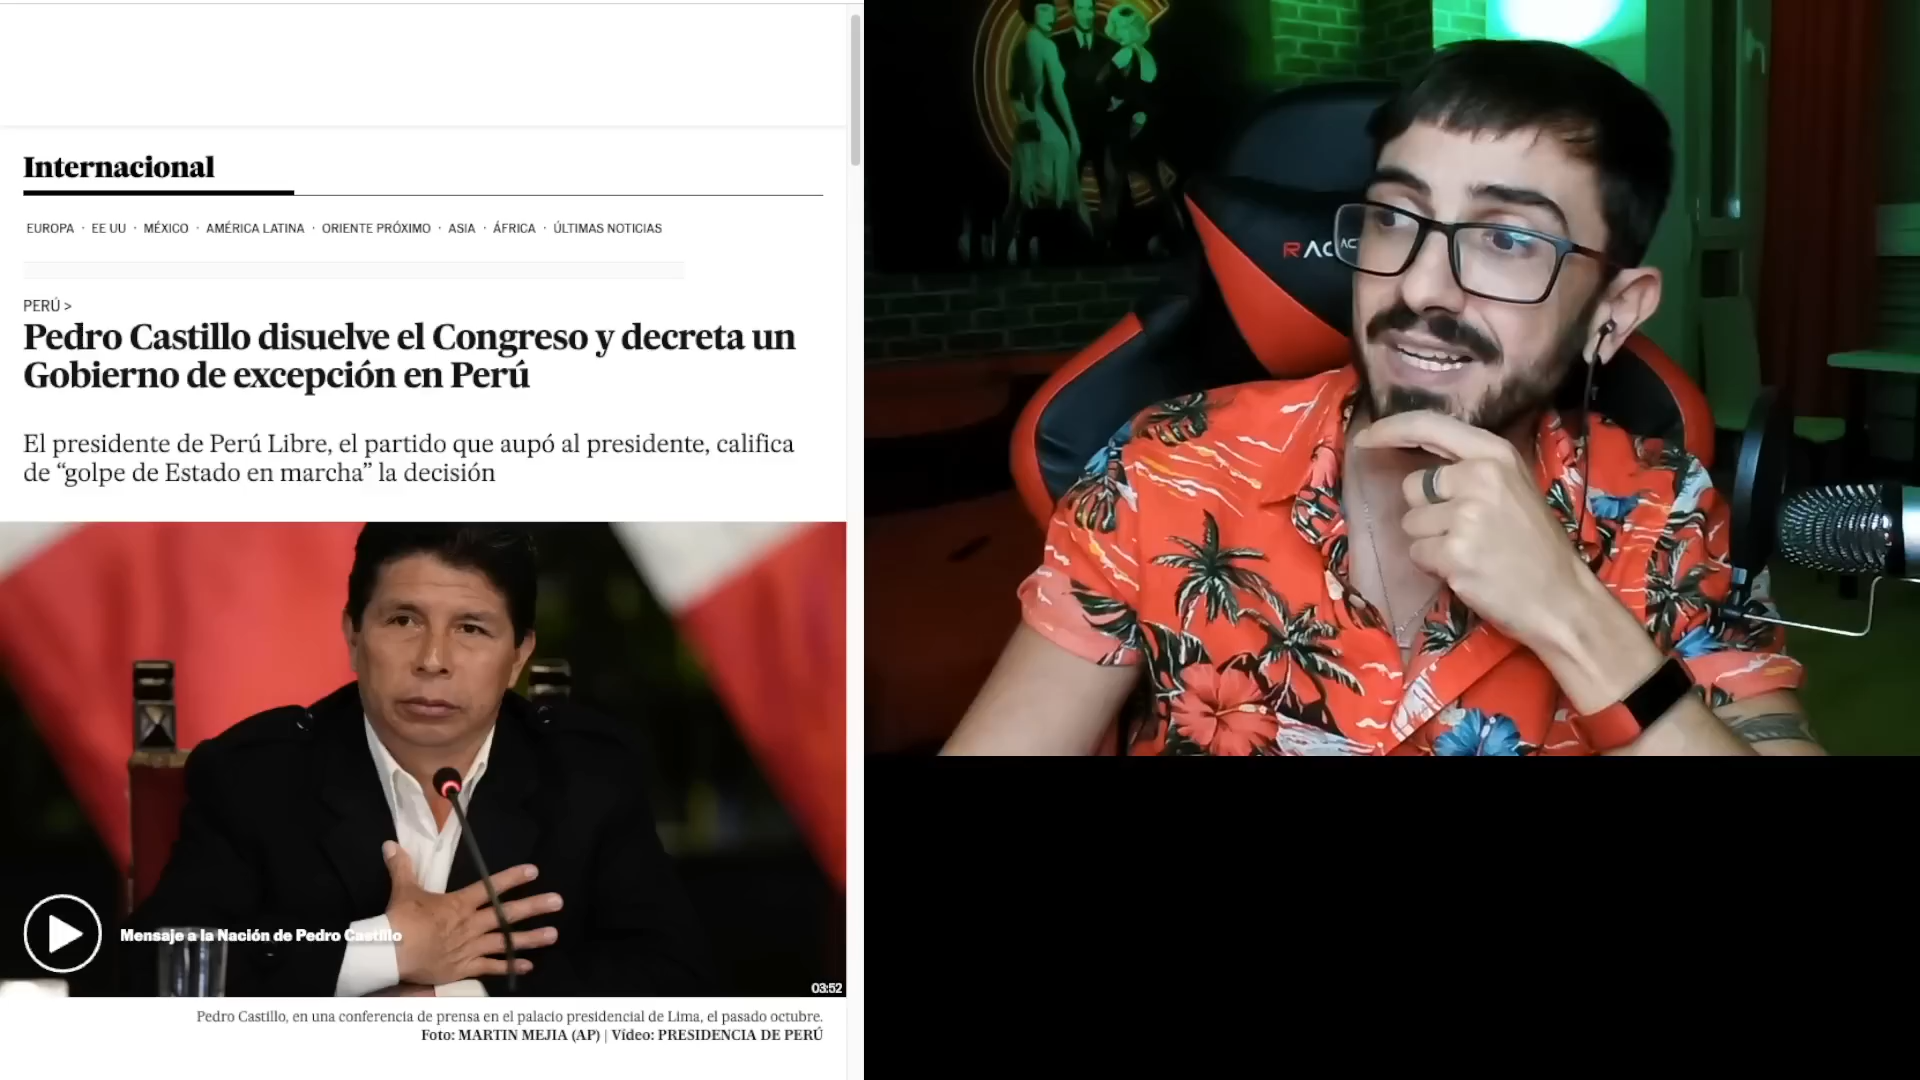 Internacional
EUROPA · EE UU · MÉXICO · AMÉRICA LATINA · ORIENTE PRÓXIMO · ASIA · ÁFRICA · ÚLTIMAS NOTICIAS
PERÚ >
Pedro Castillo disuelve el Congreso y decreta un
Gobierno de excepción en Perú
El presidente de Perú Libre, el partido que aupó al presidente, califica
de “golpe de Estado en marcha” la decisión
Mensaje a la Nación de Pedro Castillo
03:52
Pedro Castillo, en una conferencia de prensa en el palacio presidencial de Lima, el pasado octubre.
Foto: MARTIN MEJIA (AP) | Vídeo: PRESIDENCIA DE PERÚ